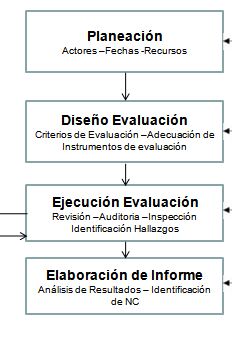 Planeación
Actores –Fechas -Recursos
Diseño Evaluación
Criterios de Evaluación –Adecuación de
Instrumentos de evaluación
Ejecución Evaluación
Revisión –Auditoria –Inspección
Identificación Hallazgos
Elaboración de Informe
Análisis de Resultados – Identificación
de NC